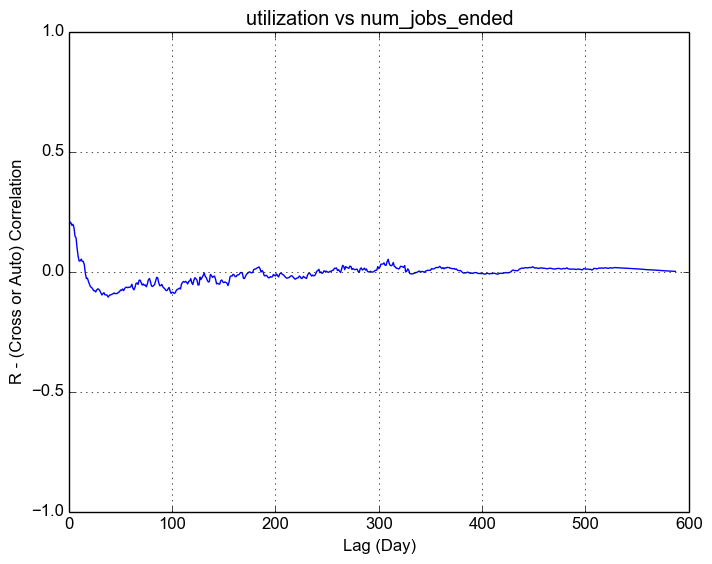 utilization vs num_jobs_ended
1.0
0.5
0.0
−0.5
−1.0
R - (Cross or Auto) Correlation
0 100 200 300 400 500 600
Lag (Day)